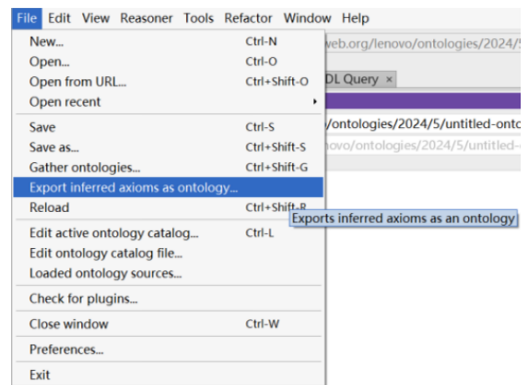 File Edit View Reasoner Tools Refactor Window Help
New... Ctrl-N
web.org/lenovo/ontologies/2024/5
Open... Ctrl-O
Open from URL... Ctrl+Shift-O
DL Query ×
Open recent
Save Ctrl-S
/ontologies/2024/5/untitled-onto
Save as... Ctrl+Shift-S
novo/ontologies/2024/5/untitled-
Gather ontologies... Ctrl+Shift-G
Export inferred axioms as ontology...
Reload Ctrl+Shift-R
Exports inferred axioms as an ontology
Edit active ontology catalog... Ctrl-L
Edit ontology catalog file...
Loaded ontology sources...
Check for plugins...
Close window Ctrl-W
Preferences...
Exit